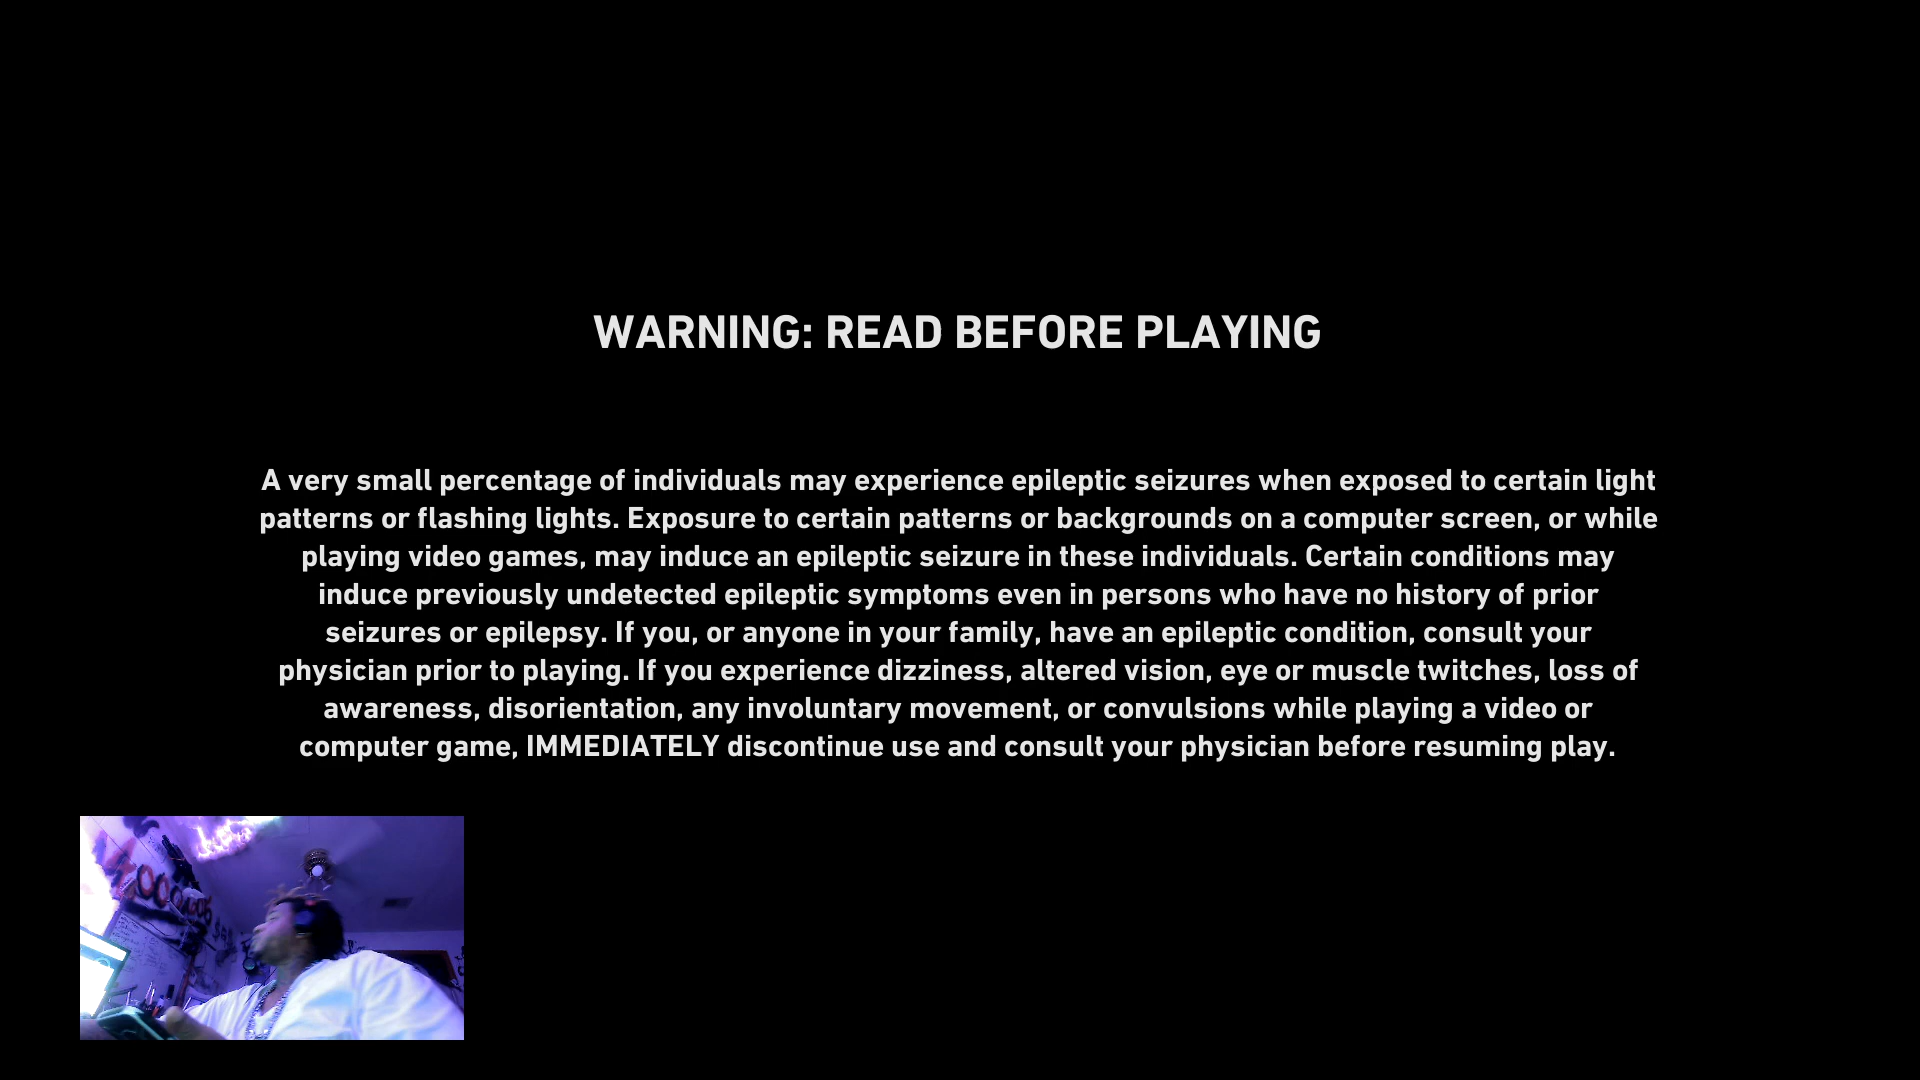 WARNING: READ BEFORE PLAYING
A very small percentage of individuals may experience epileptic seizures when exposed to certain light
patterns or flashing lights. Exposure to certain patterns or backgrounds on a computer screen, or while
playing video games, may induce an epileptic seizure in these individuals. Certain conditions may
induce previously undetected epileptic symptoms even in persons who have no history of prior
seizures or epilepsy. If you, or anyone in your family, have an epileptic condition, consult your
physician prior to playing. If you experience dizziness, altered vision, eye or muscle twitches, loss of
awareness, disorientation, any involuntary movement, or convulsions while playing a video or
computer game, IMMEDIATELY discontinue use and consult your physician before resuming play.